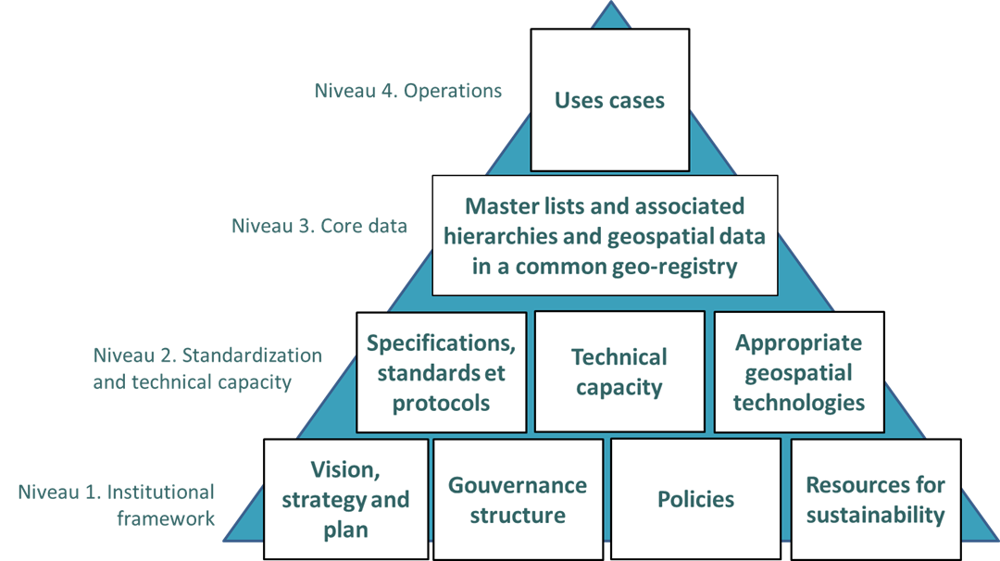 Niveau 4. Operations
Uses cases
Niveau 3. Core data
Master lists and associated
hierarchies and geospatial data
in a common geo-registry
Niveau 2. Standardization
and technical capacity
Specifications,
standards et
protocols
Technical
capacity
Appropriate
geospatial
technologies
Niveau 1. Institutional
framework
Vision,
strategy and
plan
Gouvernance
structure
Policies
Resources for
sustainability